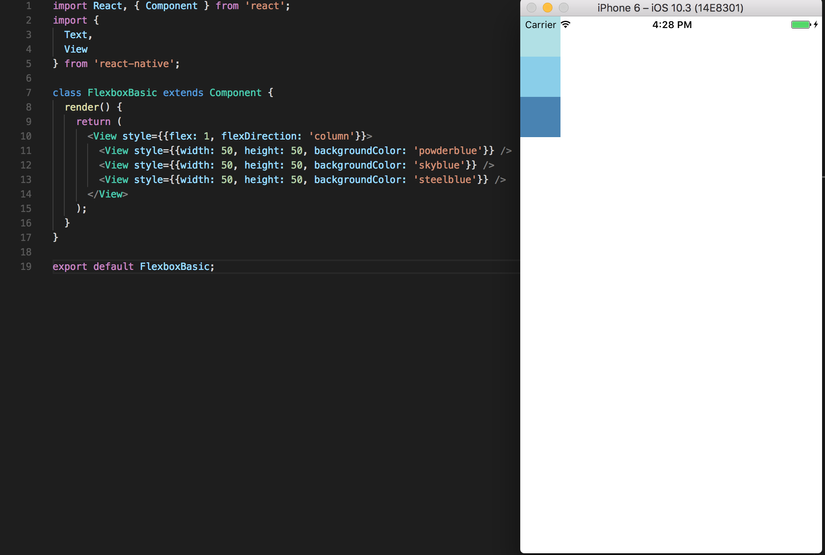 1 import React, { Component } from 'react';
2 import {
3 Text,
4 View
5 } from 'react-native';
6
7 class FlexboxBasic extends Component {
8 render() {
9 return (
10 <View style={{flex: 1, flexDirection: 'column'}}>
11 <View style={{width: 50, height: 50, backgroundColor: 'powderblue'}} />
12 <View style={{width: 50, height: 50, backgroundColor: 'skyblue'}} />
13 <View style={{width: 50, height: 50, backgroundColor: 'steelblue'}} />
14 </View>
15 );
16 }
17 }
18
19 export default FlexboxBasic;
iPhone 6 – iOS 10.3 (14E8301)
Carrier 4:28 PM